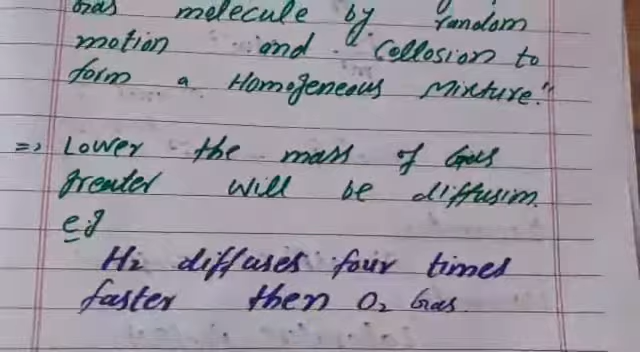 Gas molecule by random
motion and Collosion to
form a Homogeneous Mixture."
=> Lower the mass of Gas
greater will be diffusion.
e.g
H₂ diffuses four times
faster then O₂ Gas.